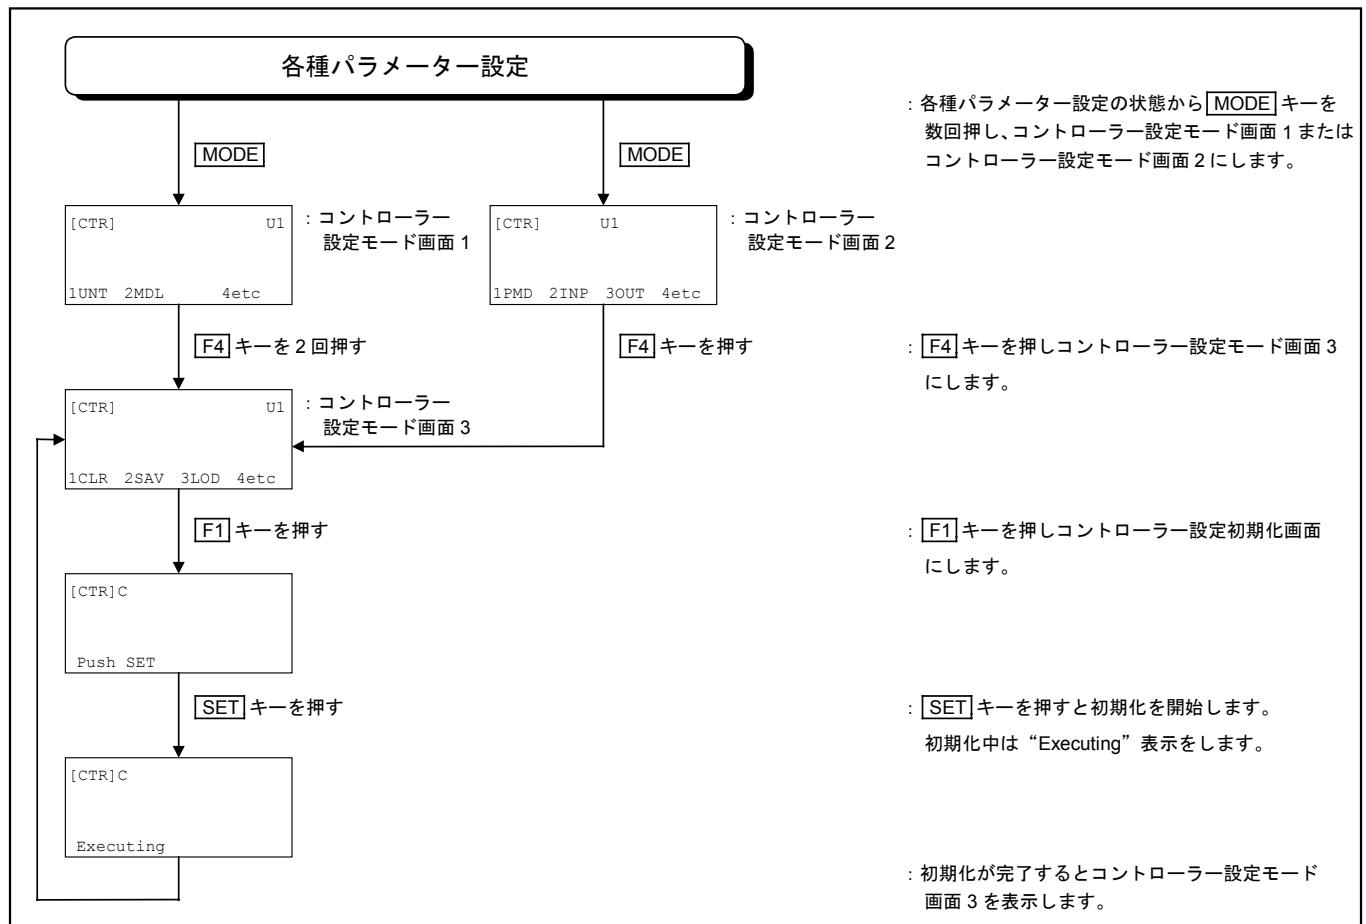 各種パラメーター設定
: 各種パラメーター設定の状態から MODE キーを
数回押し、コントローラー設定モード画面 1 または
コントローラー設定モード画面 2 にします。
MODE
MODE
[CTR] U1
1UNT 2MDL 4etc
: コントローラー
設定モード画面 1
[CTR] U1
1PMD 2INP 3OUT 4etc
: コントローラー
設定モード画面 2
F4 キーを 2 回押す
F4 キーを押す
: F4 キーを押しコントローラー設定モード画面 3
にします。
[CTR] U1
1CLR 2SAV 3LOD 4etc
: コントローラー
設定モード画面 3
F1 キーを押す
: F1 キーを押しコントローラー設定初期化画面
にします。
[CTR]C
Push SET
SET キーを押す
: SET キーを押すと初期化を開始します。
初期化中は“Executing”表示をします。
[CTR]C
Executing
: 初期化が完了するとコントローラー設定モード
画面 3 を表示します。